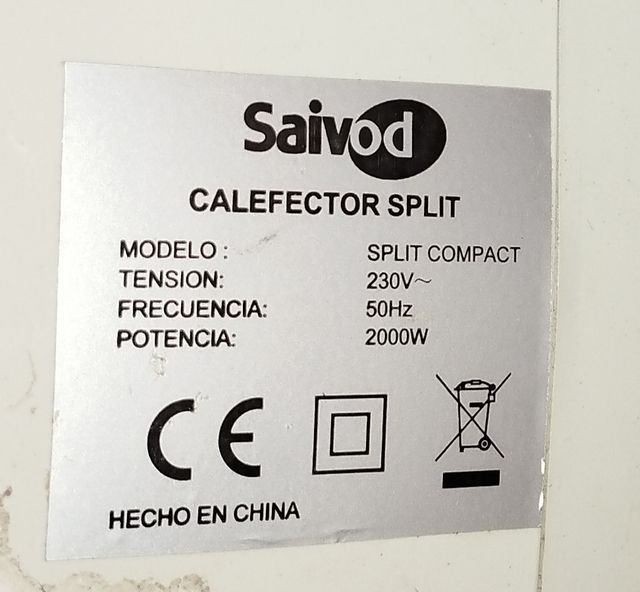 Saivod
CALEFECTOR SPLIT
MODELO : SPLIT COMPACT
TENSION: 230V~
FRECUENCIA: 50Hz
POTENCIA: 2000W
CE
HECHO EN CHINA